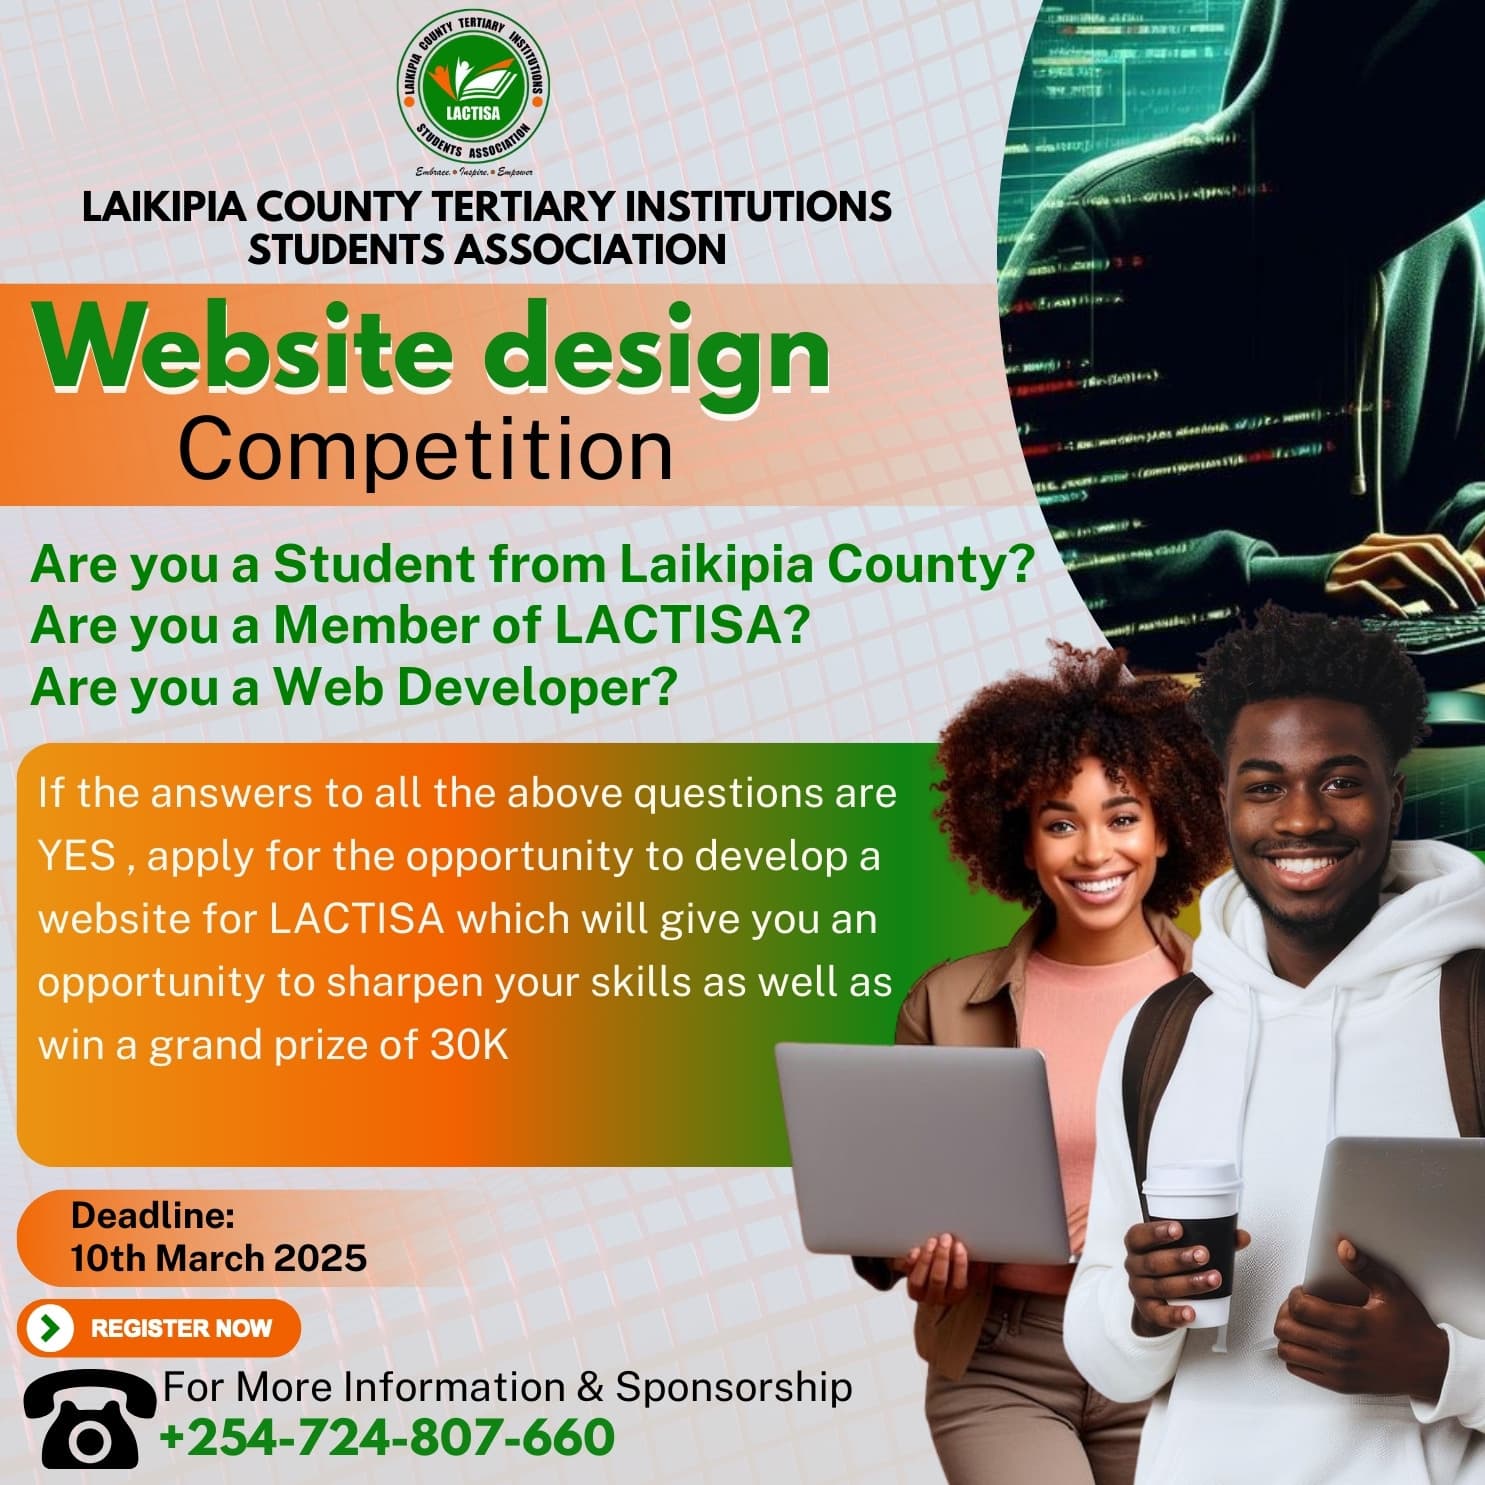 LAIKIPIA COUNTY TERTIARY INSTITUTIONS
LACTISA
STUDENTS ASSOCIATION
Embrace. • Inspire. • Empower
LAIKIPIA COUNTY TERTIARY INSTITUTIONS
STUDENTS ASSOCIATION
Website design
Competition
Are you a Student from Laikipia County?
Are you a Member of LACTISA?
Are you a Web Developer?
If the answers to all the above questions are
YES , apply for the opportunity to develop a
website for LACTISA which will give you an
opportunity to sharpen your skills as well as
win a grand prize of 30K
Deadline:
10th March 2025
REGISTER NOW
For More Information & Sponsorship
+254-724-807-660